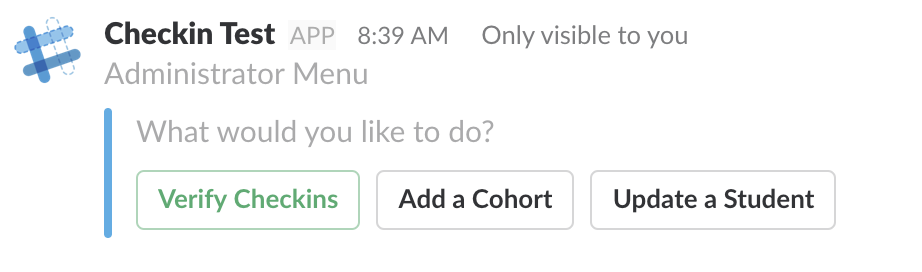 Checkin Test APP 8:39 AM Only visible to you
Administrator Menu
What would you like to do?
Verify Checkins Add a Cohort Update a Student